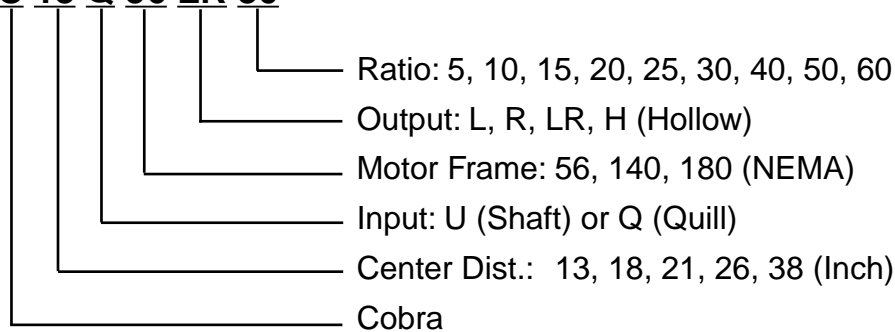 Ratio: 5, 10, 15, 20, 25, 30, 40, 50, 60
Output: L, R, LR, H (Hollow)
Motor Frame: 56, 140, 180 (NEMA)
Input: U (Shaft) or Q (Quill)
Center Dist.: 13, 18, 21, 26, 38 (Inch)
Cobra